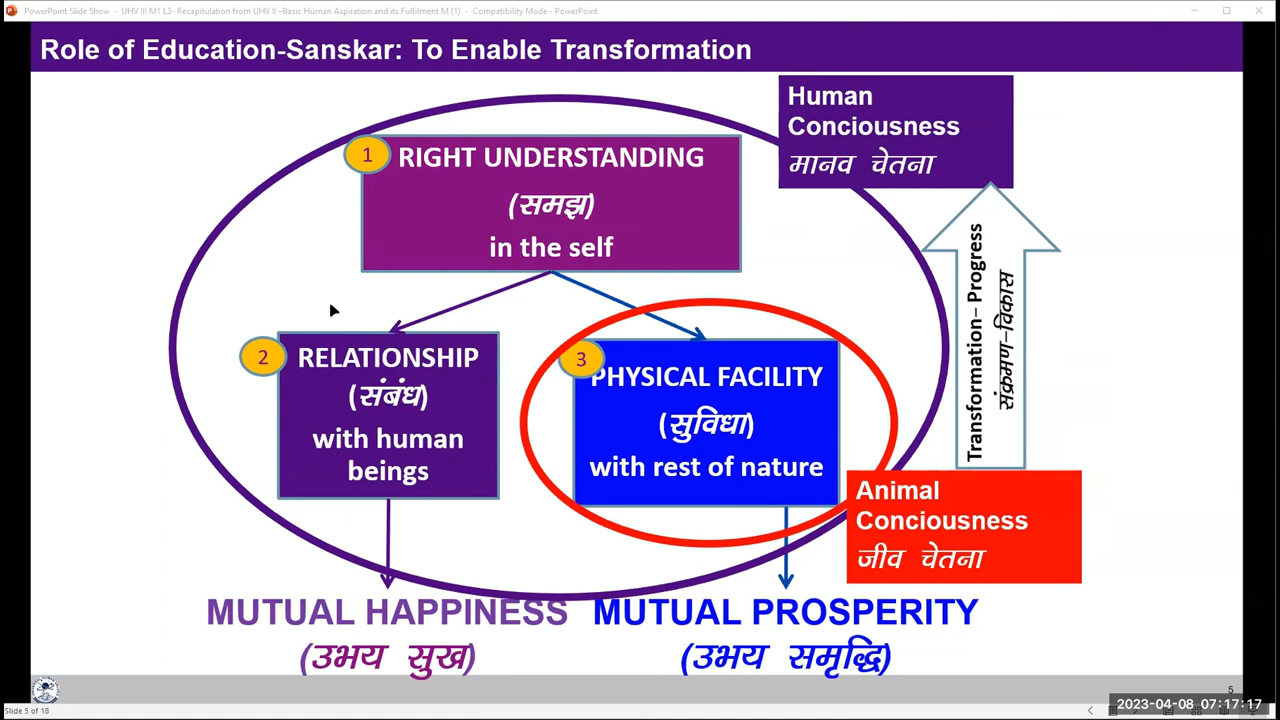 PowerPoint Slide Show - UHV III M1 L3- Recapitulation from UHV II –Basic Human Aspiration and its Fulfilment M (1) - Compatibility Mode - PowerPoint
Role of Education-Sanskar: To Enable Transformation
Human
Conciousness
मानव चेतना
1
RIGHT UNDERSTANDING
(समझ)
in the self
Transformation– Progress
संक्रमण–विकास
2
RELATIONSHIP
(संबंध)
with human
beings
3
PHYSICAL FACILITY
(सुविधा)
with rest of nature
Animal
Conciousness
जीव चेतना
MUTUAL HAPPINESS
(उभय सुख)
MUTUAL PROSPERITY
(उभय समृद्धि)
5
Slide 5 of 18
2023-04-08 07:17:17